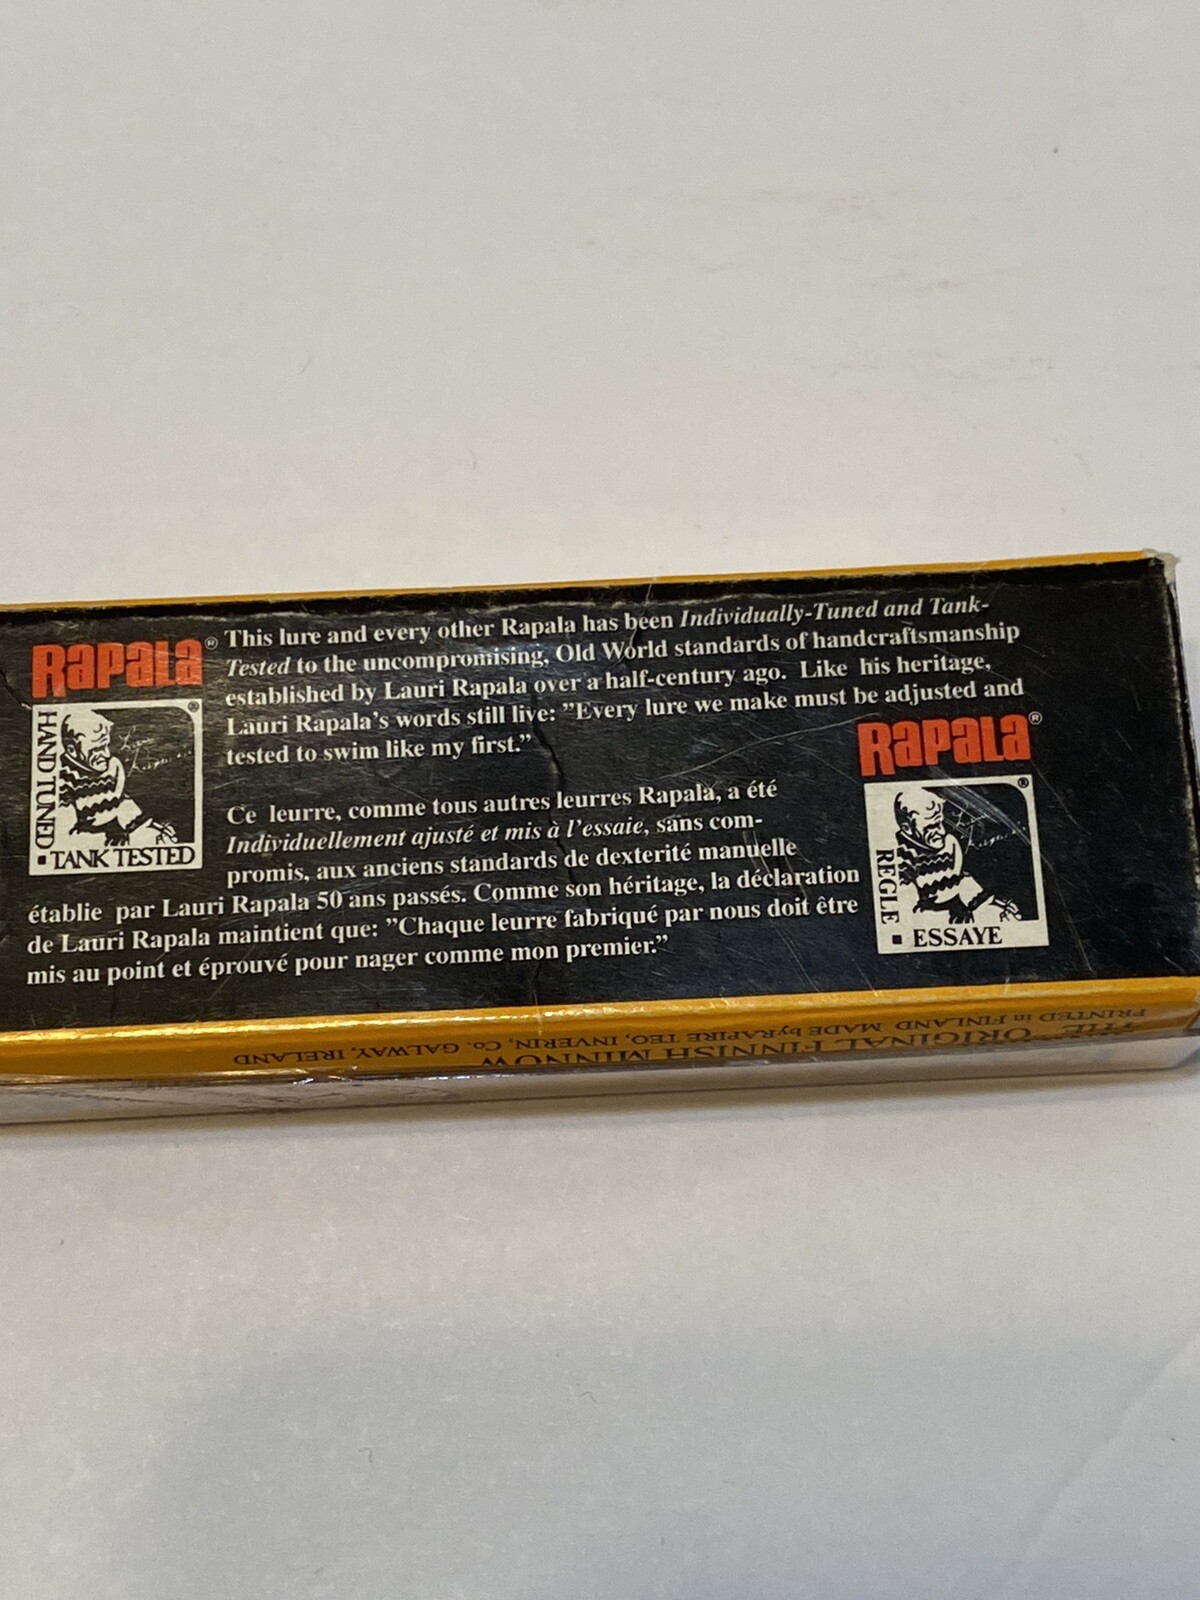 RAPALA®
HAND TUNED
▪ TANK TESTED
®
This lure and every other Rapala has been Individually-Tuned and Tank-
Tested to the uncompromising, Old World standards of handcraftsmanship
established by Lauri Rapala over a half-century ago. Like his heritage,
Lauri Rapala's words still live: ”Every lure we make must be adjusted and
tested to swim like my first.”
Ce leurre, comme tous autres leurres Rapala, a été
Individuellement ajusté et mis à l'essaie, sans com-
promis, aux anciens standards de dexterité manuelle
établie par Lauri Rapala 50 ans passés. Comme son héritage, la déclaration
de Lauri Rapala maintient que: ”Chaque leurre fabriqué par nous doit être
mis au point et éprouvé pour nager comme mon premier.”
RAPALA®
REGLE
▪ ESSAYE
®
THE ORIGINAL FINNISH MINNOW
PRINTED in FINLAND MADE by RAPIRE TEO, INVERIN, Co. GALWAY, IRELAND